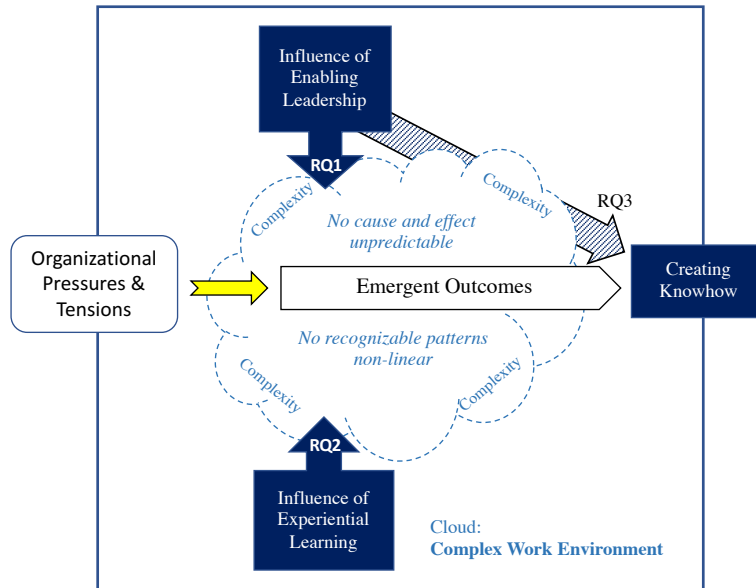 Influence of
Enabling
Leadership
RQ1
Complexity
Complexity
RQ3
No cause and effect
unpredictable
Organizational
Pressures &
Tensions
Emergent Outcomes
Creating
Knowhow
No recognizable patterns
non-linear
Complexity
Complexity
RQ2
Influence of
Experiential
Learning
Cloud:
Complex Work Environment